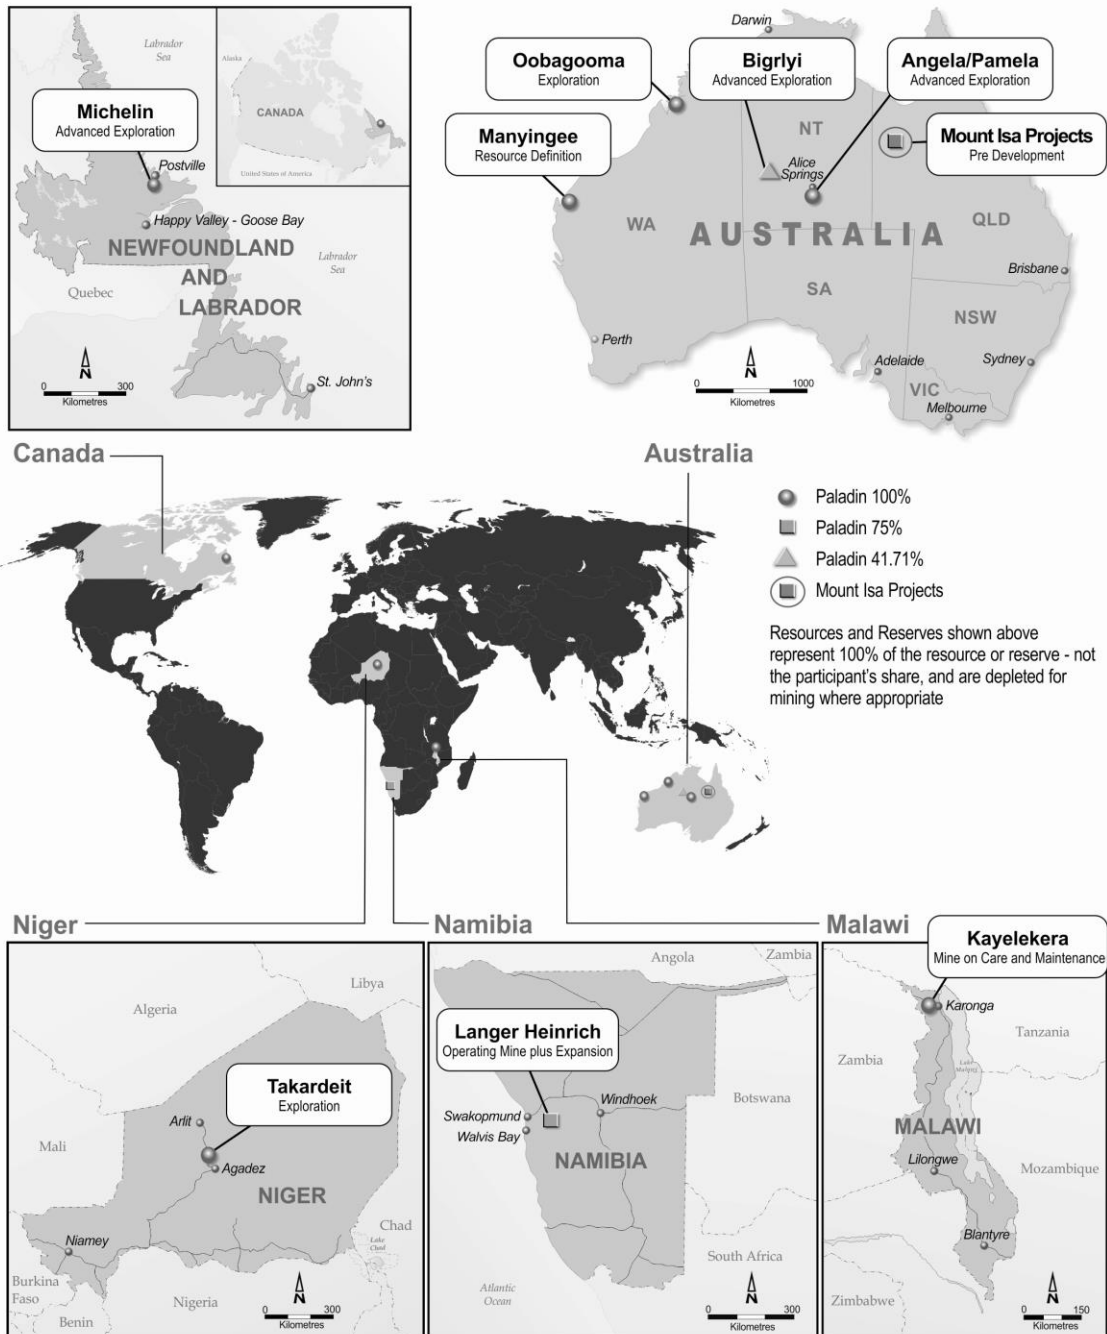 Labrador
Sea
Michelin
Advanced Exploration
Postville
Happy Valley - Goose Bay
NEWFOUNDLAND
AND
LABRADOR
Labrador
Sea
Quebec
N
0 300
Kilometres
St. John's
Alaska
CANADA
United States of America
Darwin
Oobagooma
Exploration
Bigrlyi
Advanced Exploration
Angela/Pamela
Advanced Exploration
Manyingee
Resource Definition
Mount Isa Projects
Pre Development
NT
Alice
Springs
WA
AUSTRALIA
QLD
SA
Brisbane
NSW
Perth
Adelaide
Sydney
VIC
Melbourne
N
0 1000
Kilometres
Canada
Australia
Paladin 100%
Paladin 75%
Paladin 41.71%
Mount Isa Projects
Resources and Reserves shown above
represent 100% of the resource or reserve - not
the participant's share, and are depleted for
mining where appropriate
Niger
Namibia
Malawi
Libya
Algeria
Takardeit
Exploration
Arlit
Mali
Agadez
NIGER
Chad
Lake
Chad
Niamey
Burkina
Faso
Benin
Nigeria
N
0 300
Kilometres
Angola
Zambia
Langer Heinrich
Operating Mine plus Expansion
Swakopmund
Walvis Bay
Windhoek
Botswana
NAMIBIA
South Africa
Atlantic
Ocean
N
0 300
Kilometres
Kayelekera
Mine on Care and Maintenance
Karonga
Tanzania
Zambia
Lake
Malawi
MALAWI
Lilongwe
Mozambique
Blantyre
Zimbabwe
N
0 150
Kilometres